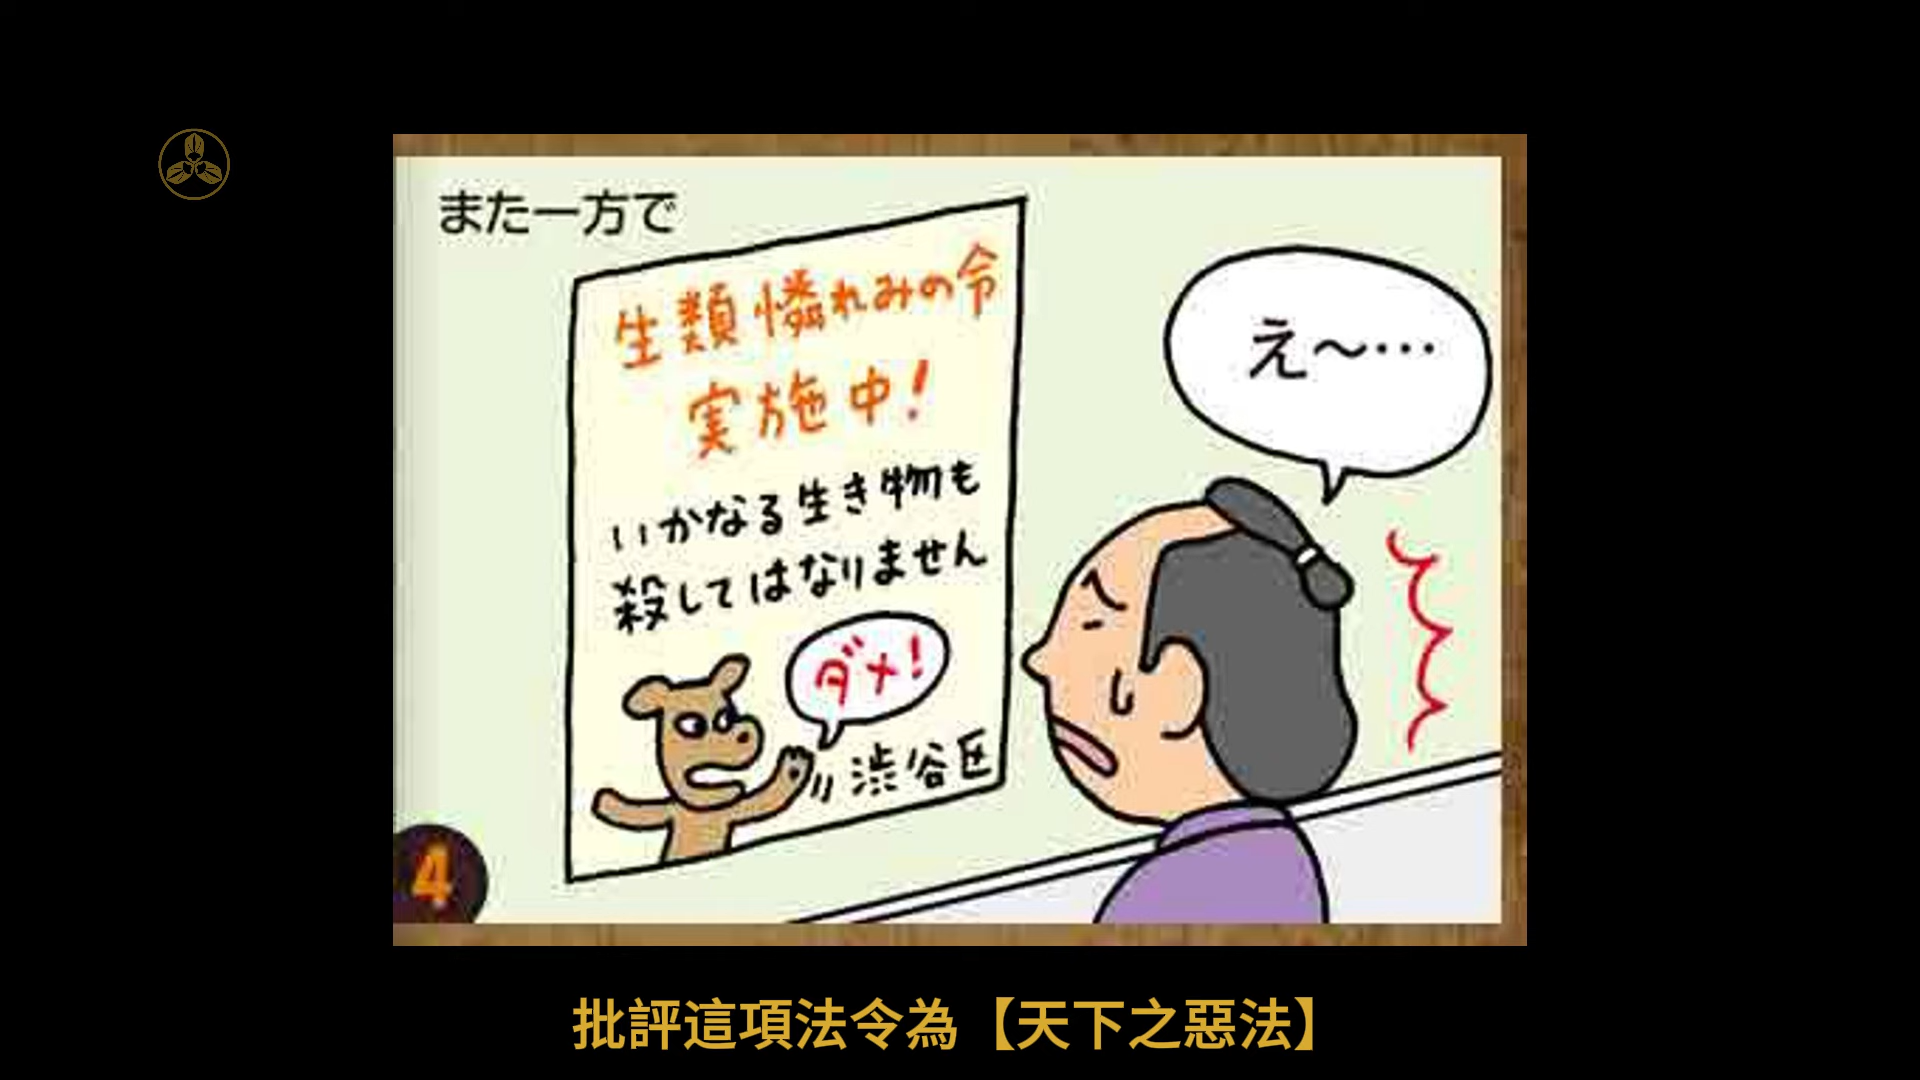 また一方で
生類憐れみの令
実施中!
いかなる生き物も
殺してはなりません
ダメ!
渋谷区
え〜…
4
批評這項法令為【天下之惡法】